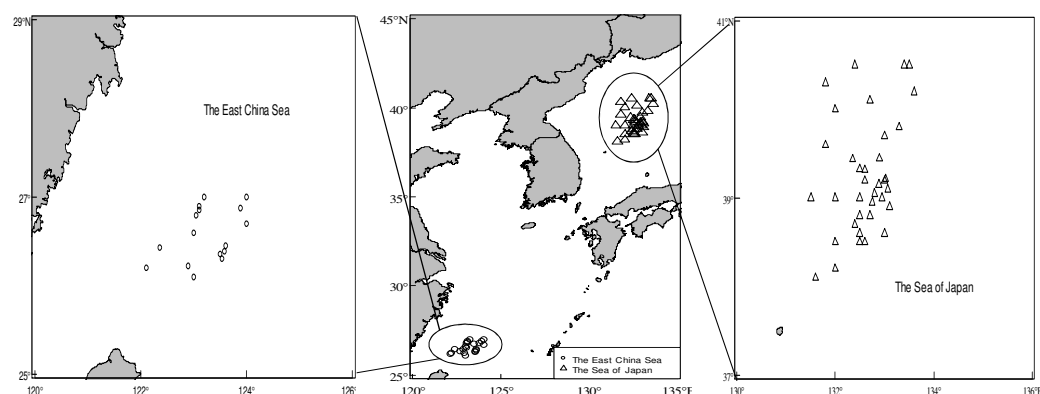 29°N
The East China Sea
27°
25°
120°
122°
124°
126°
45°N
40°
35°
30°
25°
120°
125°
130°
135°E
The East China Sea
The Sea of Japan
41°N
39°
The Sea of Japan
37°
130°
132°
134°
136°E